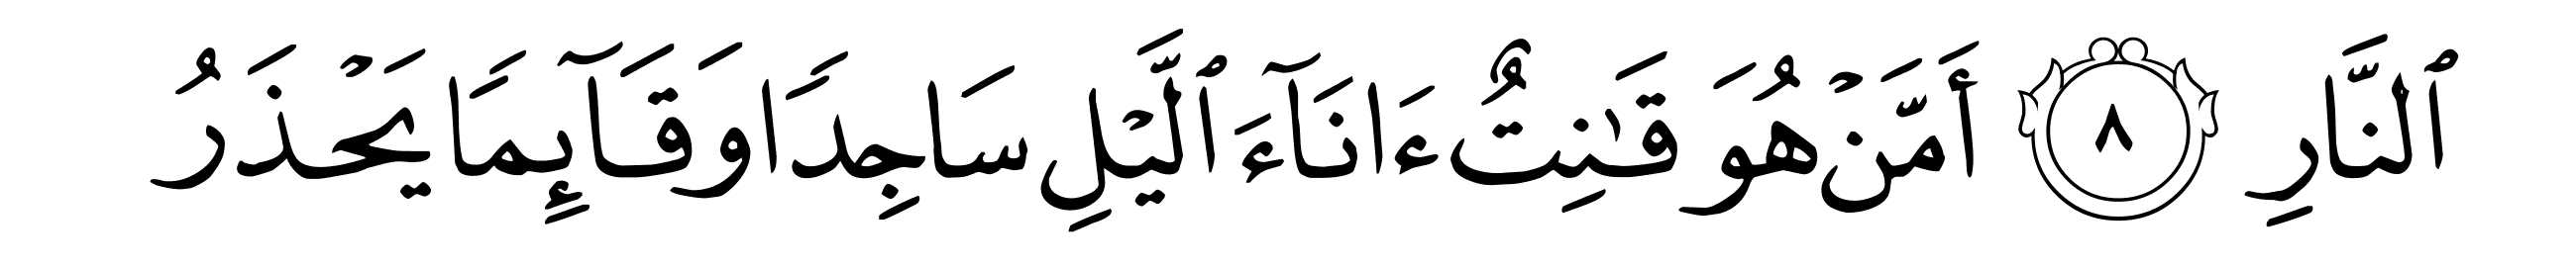 ٱلنَّارِ ٨ أَمَّنْ هُوَ قَـٰنِتٌ ءَانَآءَ ٱلَّيْلِ سَاجِدًا وَقَآئِمًا يَحْذَرُ